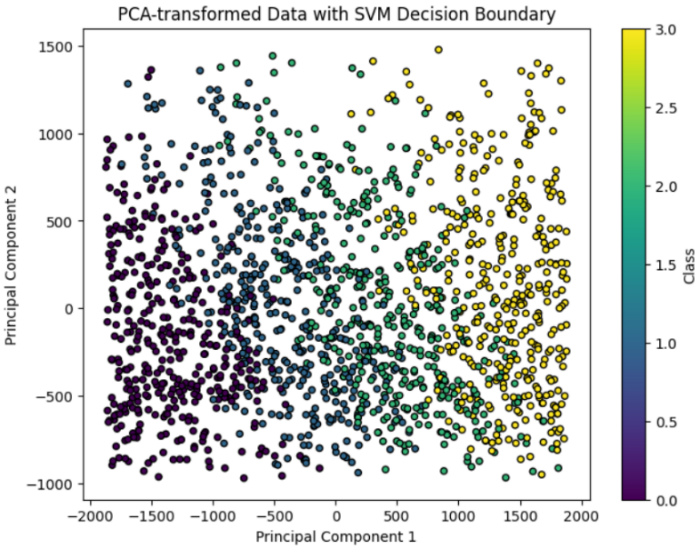 PCA-transformed Data with SVM Decision Boundary
1500
1000
500
0
−500
−1000
Principal Component 2
−2000 −1500 −1000 −500 0 500 1000 1500 2000
Principal Component 1
3.0
2.5
2.0
1.5
1.0
0.5
0.0
Class